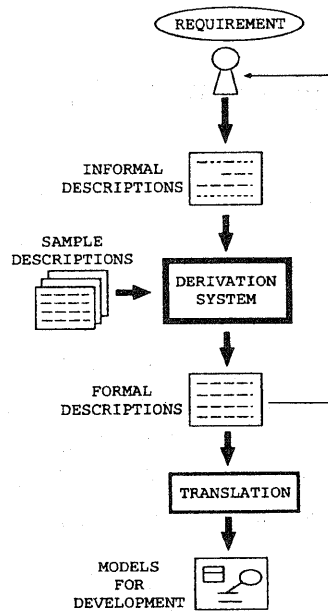 REQUIREMENT
INFORMAL
DESCRIPTIONS
SAMPLE
DESCRIPTIONS
DERIVATION
SYSTEM
FORMAL
DESCRIPTIONS
TRANSLATION
MODELS
FOR
DEVELOPMENT